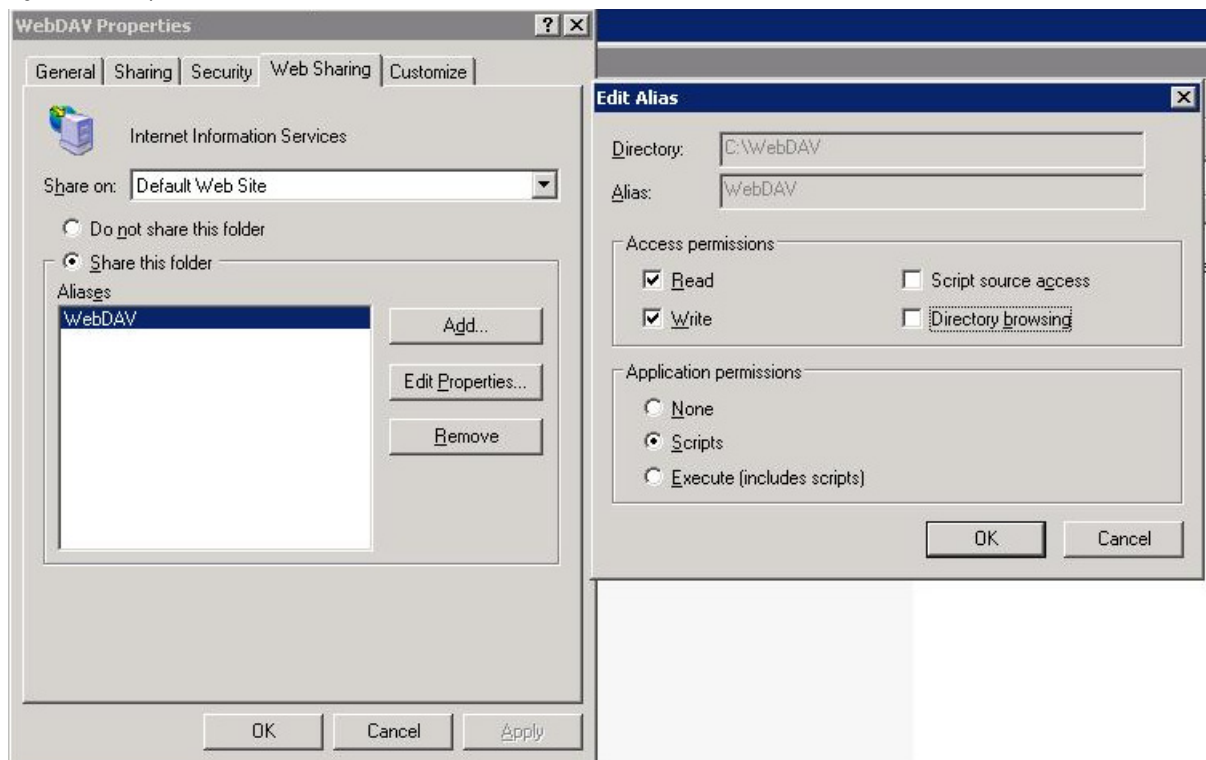 WebDAV Properties
General Sharing Security Web Sharing Customize
Internet Information Services
Share on: Default Web Site
Do not share this folder
Share this folder
Aliases
WebDAV
Add...
Edit Properties...
Remove
OK Cancel Apply
Edit Alias
Directory: C:\WebDAV
Alias: WebDAV
Access permissions
Read Script source access
Write Directory browsing
Application permissions
None
Scripts
Execute (includes scripts)
OK Cancel